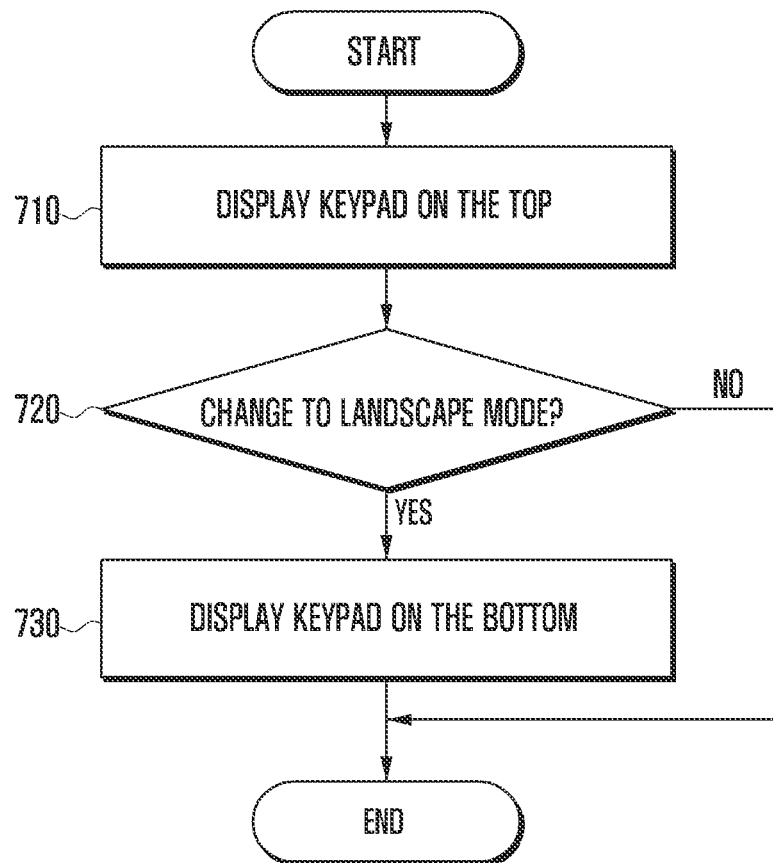 START
710
DISPLAY KEYPAD ON THE TOP
720
CHANGE TO LANDSCAPE MODE?
NO
YES
730
DISPLAY KEYPAD ON THE BOTTOM
END